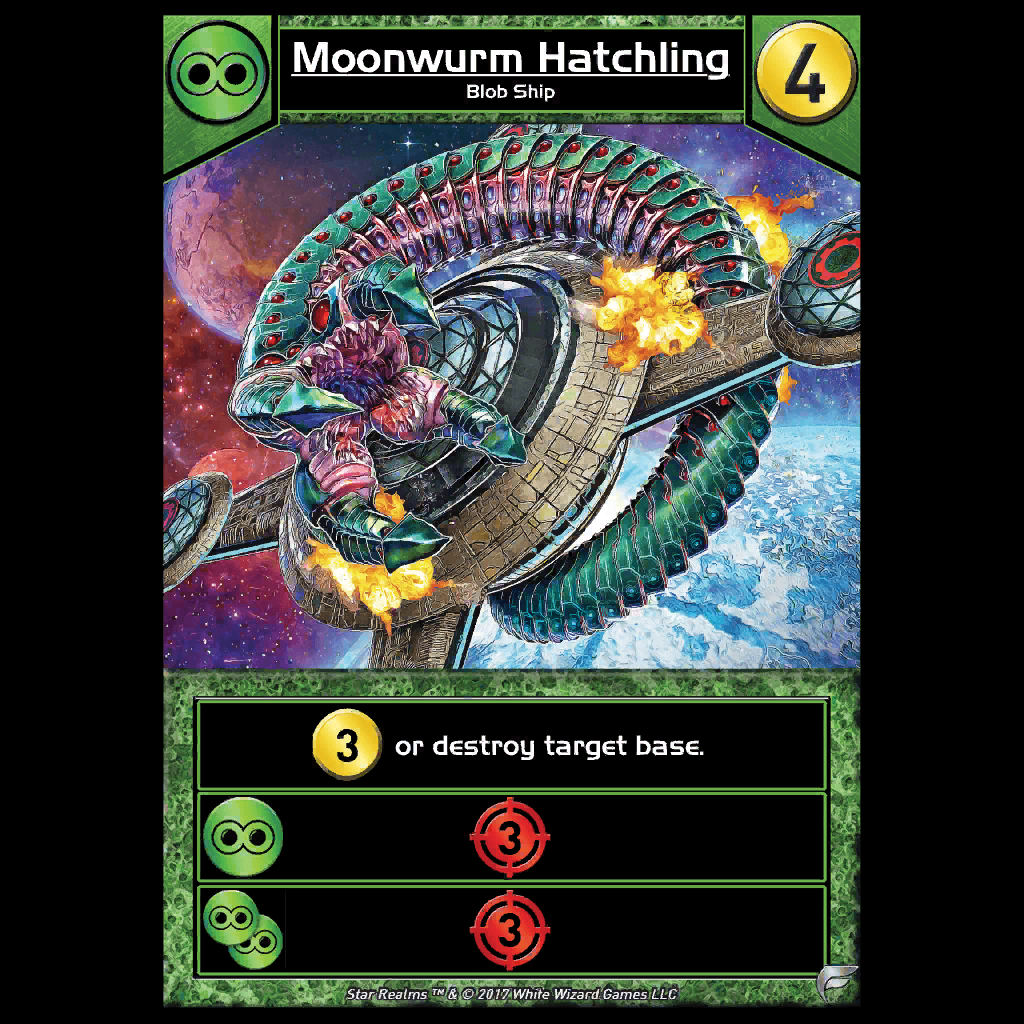 Moonwurm Hatchling
4
Blob Ship
3 or destroy target base.
3
3
Star Realms ™ & © 2017 White Wizard Games LLC